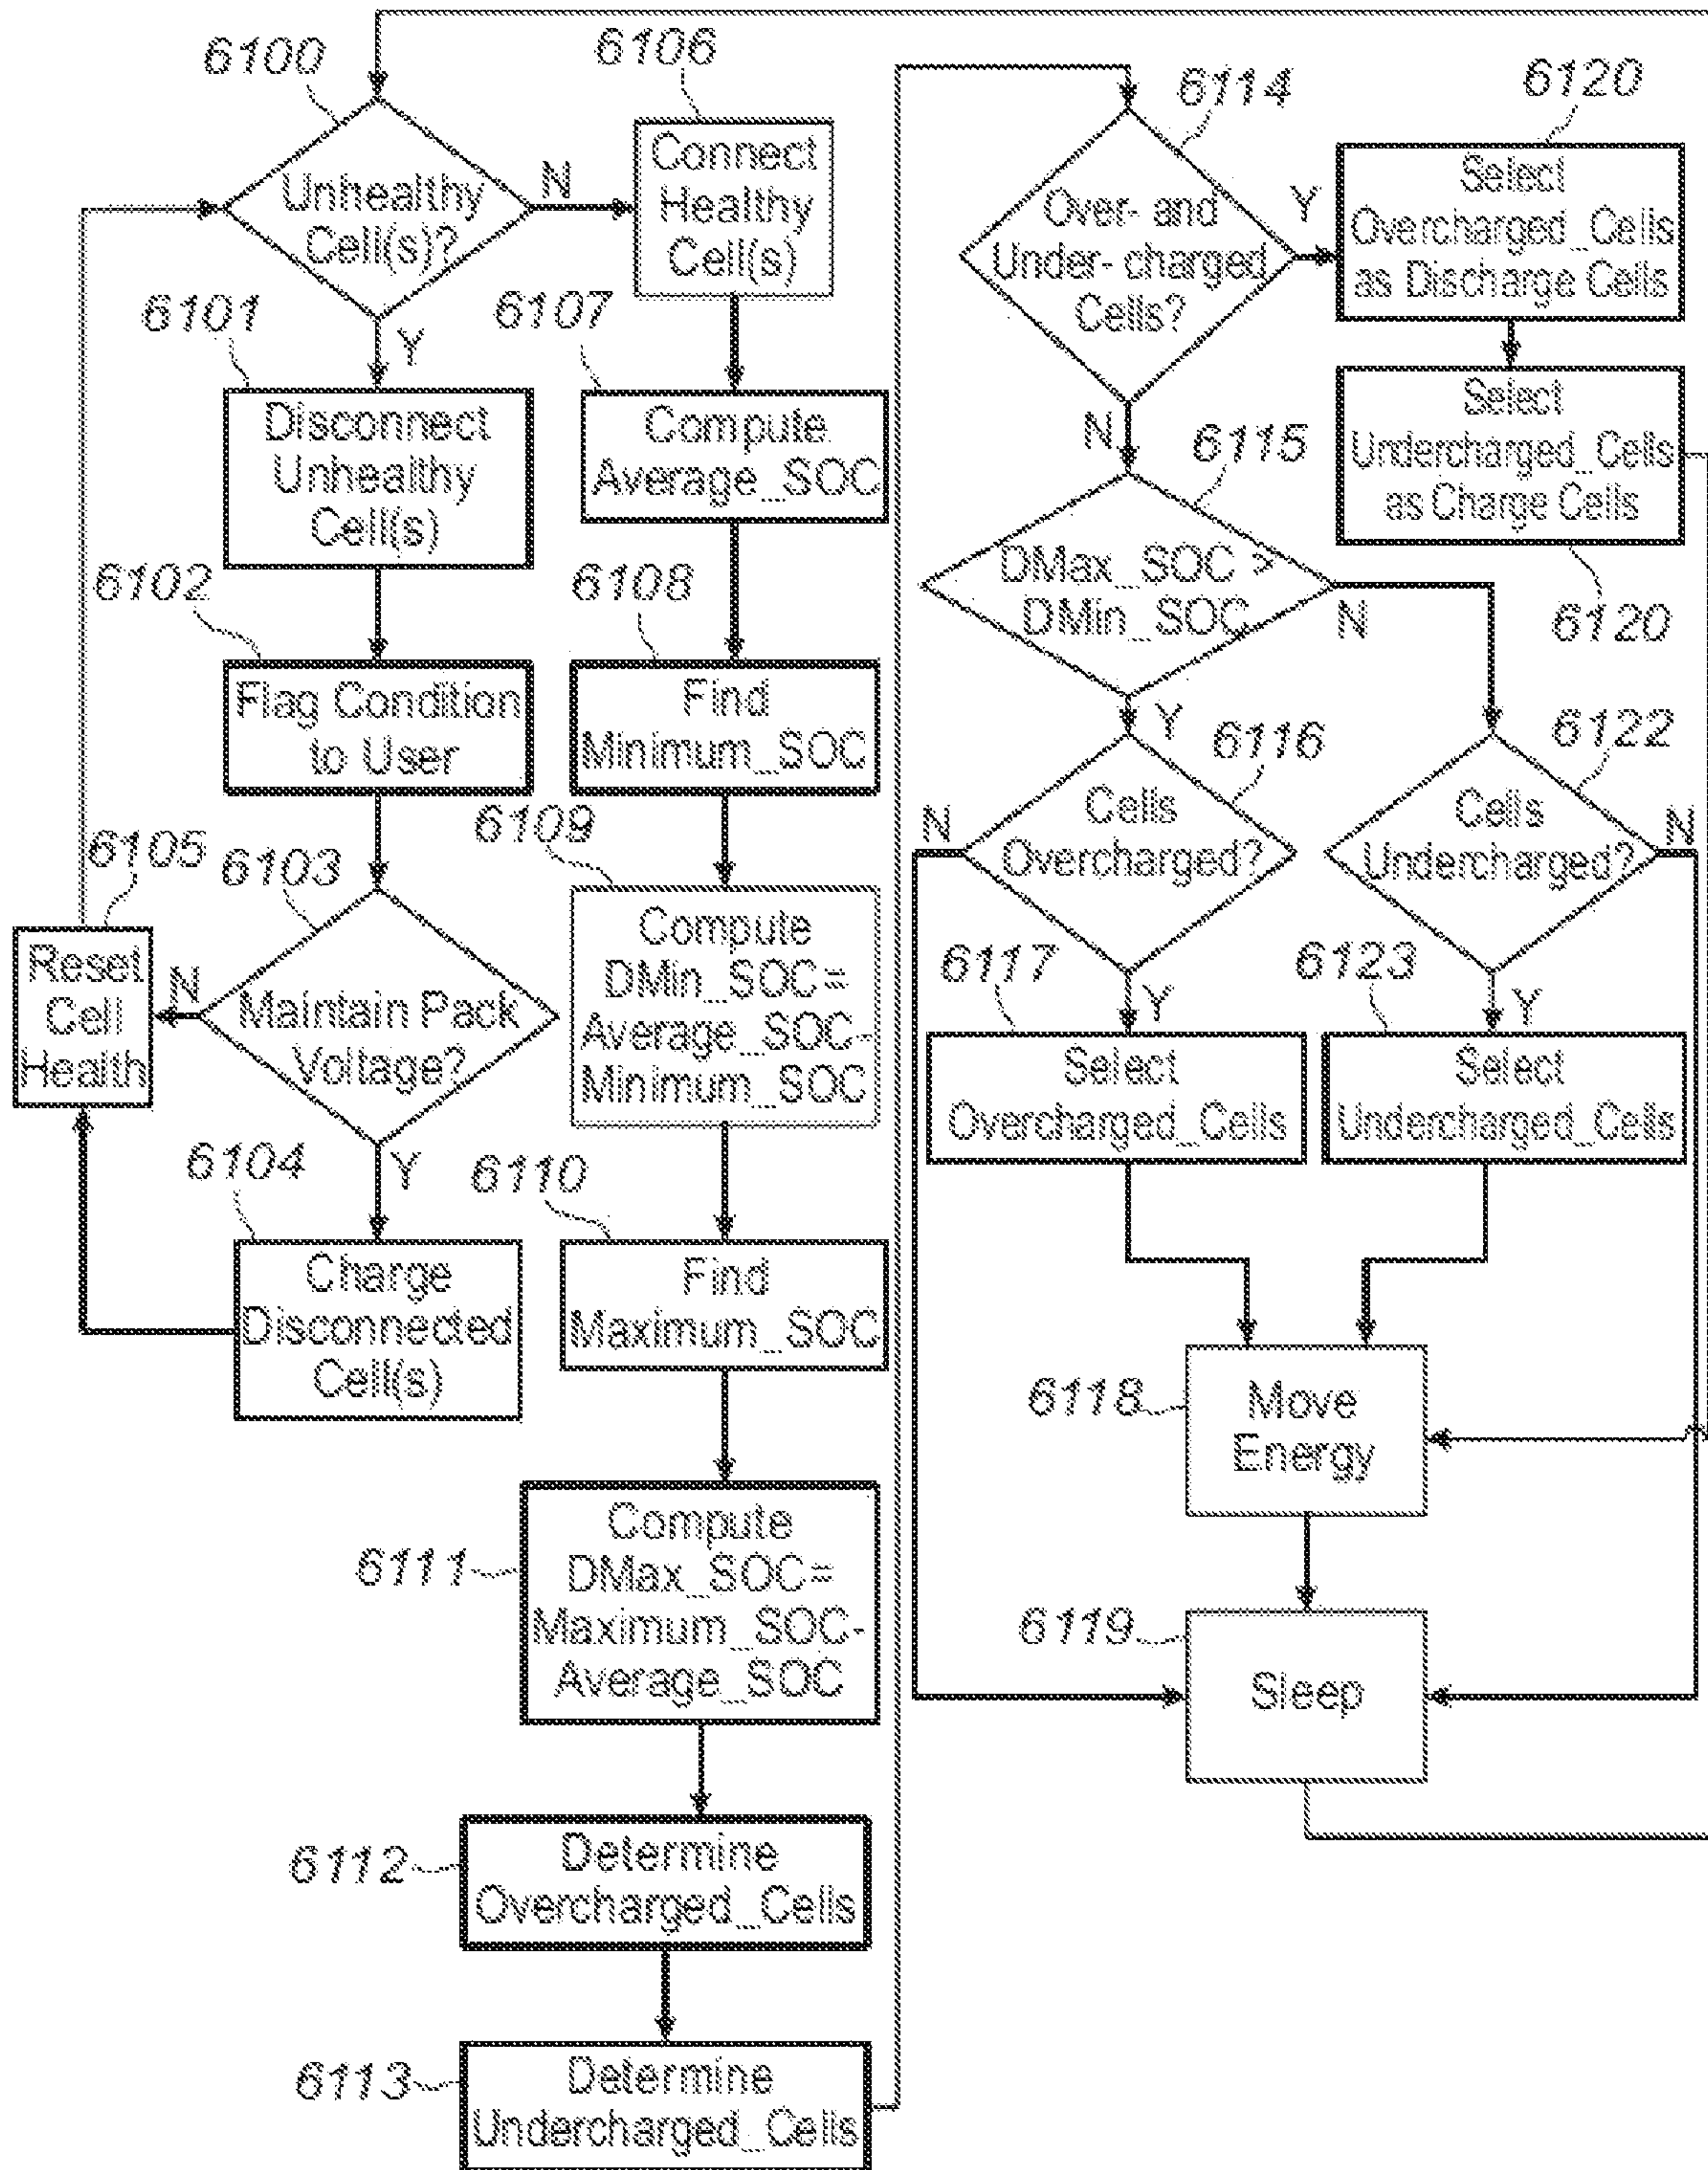 6100
Unhealthy
Cell(s)?
N
Y
6101
Disconnect
Unhealthy
Cell(s)
6102
Flag Condition
to User
6103
Maintain Pack
Voltage?
N
Y
6105
Reset
Cell
Health
6104
Charge
Disconnected
Cell(s)
6106
Connect
Healthy
Cell(s)
6107
Compute
Average_SOC
6108
Find
Minimum_SOC
6109
Compute
DMin_SOC=
Average_SOC-
Minimum_SOC
6110
Find
Maximum_SOC
6111
Compute
DMax_SOC=
Maximum_SOC-
Average_SOC
6112
Determine
Overcharged_Cells
6113
Determine
Undercharged_Cells
6114
Over- and
Under- charged
Cells?
Y
N
6120
Select
Overcharged_Cells
as Discharge Cells
Select
Undercharged_Cells
as Charge Cells
6120
6115
DMax_SOC >
DMin_SOC
N
Y
6116
Cells
Overcharged?
N
Y
6122
Cells
Undercharged?
N
Y
6117
Select
Overcharged_Cells
6123
Select
Undercharged_Cells
6118
Move
Energy
6119
Sleep